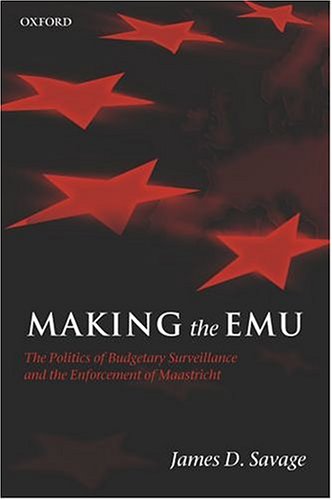 OXFORD
MAKING the EMU
The Politics of Budgetary Surveillance
and the Enforcement of Maastricht
James D. Savage